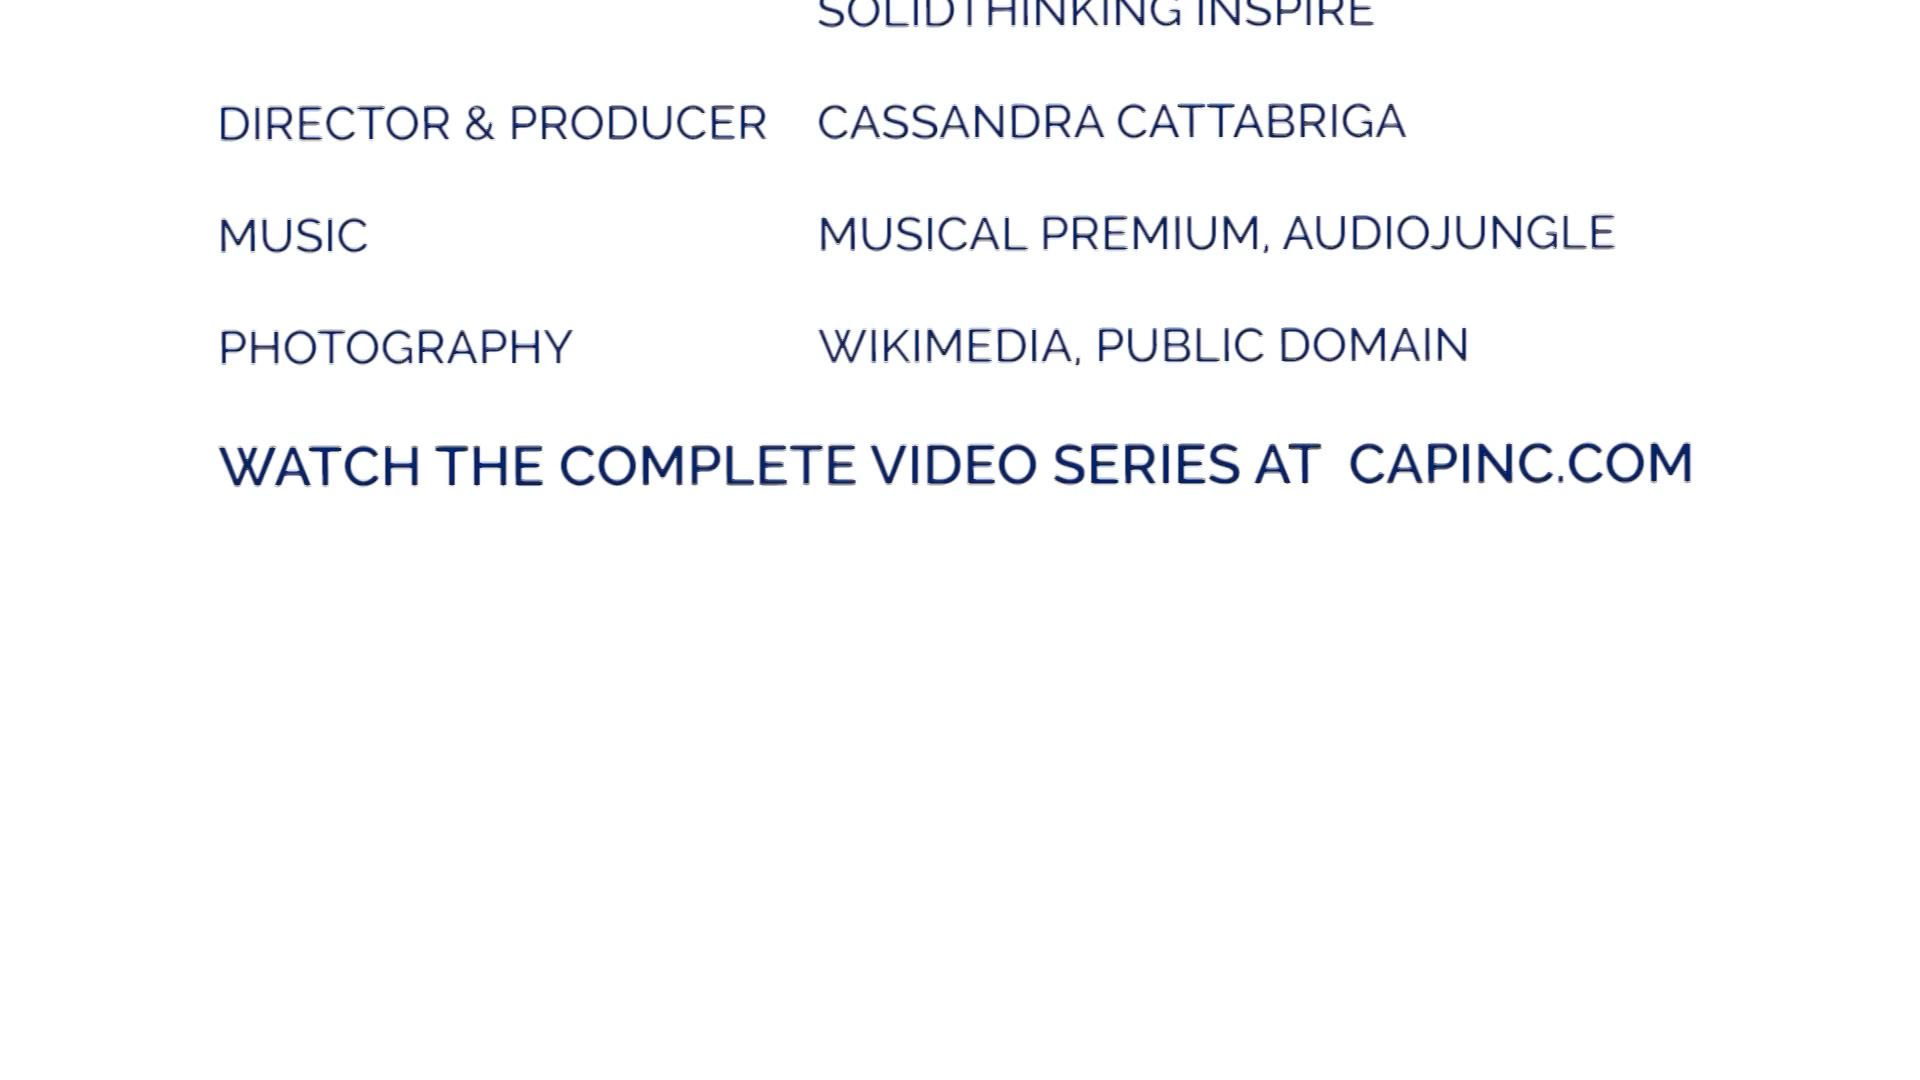 SOLIDTHINKING INSPIRE
DIRECTOR & PRODUCER CASSANDRA CATTABRIGA
MUSIC MUSICAL PREMIUM, AUDIOJUNGLE
PHOTOGRAPHY WIKIMEDIA, PUBLIC DOMAIN
WATCH THE COMPLETE VIDEO SERIES AT CAPINC.COM